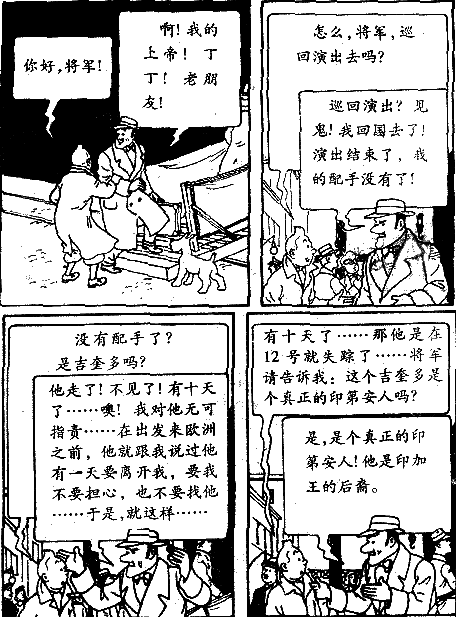 你好，将军！
啊！我的
上帝！丁
丁！老朋
友！
怎么，将军，巡
回演出去吗？
巡回演出？见
鬼！我回国去了！
演出结束了，我
的配手没有了！
没有配手了？
是吉奎多吗？
他走了！不见了！有十天
了……噢！我对他无可
指责……在出发来欧洲
之前，他就跟我说过他
有一天要离开我，要我
不要担心，也不要找他
……于是，就这样……
有十天了……那他是在
12号就失踪了……将军
请告诉我：这个吉奎多是
个真正的印第安人吗？
是，是个真正的印
第安人！他是印加
王的后裔。